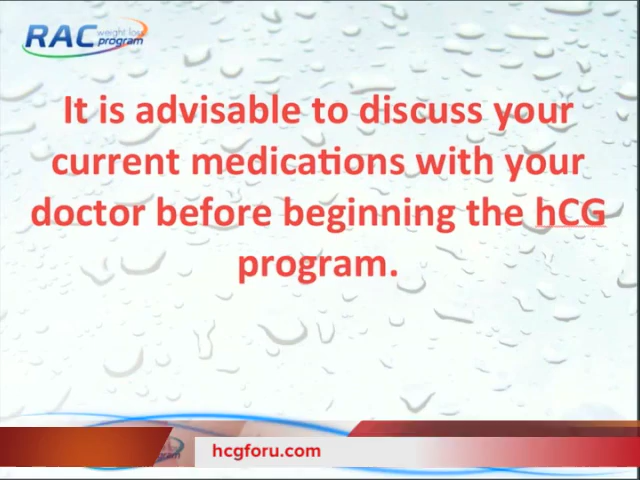 RAC weight loss
program
It is advisable to discuss your
current medications with your
doctor before beginning the hCG
program.
hcgforu.com